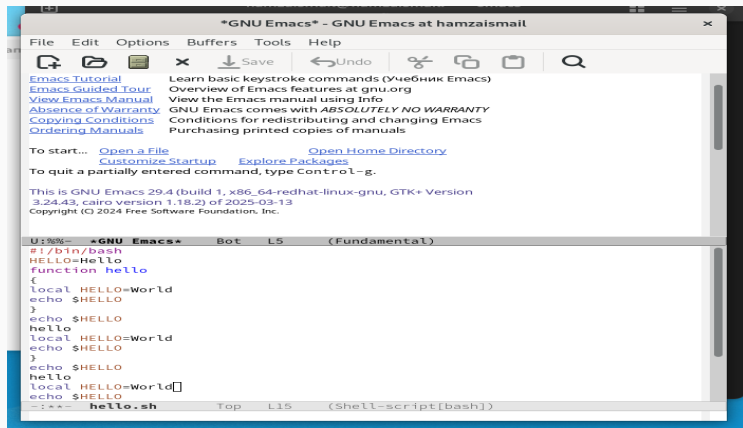 *GNU Emacs* - GNU Emacs at hamzaismail
File Edit Options Buffers Tools Help
Save Undo
Emacs Tutorial Learn basic keystroke commands (Учебник Emacs)
Emacs Guided Tour Overview of Emacs features at gnu.org
View Emacs Manual View the Emacs manual using Info
Absence of Warranty GNU Emacs comes with ABSOLUTELY NO WARRANTY
Copying Conditions Conditions for redistributing and changing Emacs
Ordering Manuals Purchasing printed copies of manuals
To start... Open a File Open Home Directory
Customize Startup Explore Packages
To quit a partially entered command, type Control-g.
This is GNU Emacs 29.4 (build 1, x86_64-redhat-linux-gnu, GTK+ Version
3.24.43, cairo version 1.18.2) of 2025-03-13
Copyright (C) 2024 Free Software Foundation, Inc.
U:%%- *GNU Emacs* Bot L5 (Fundamental)
#!/bin/bash
HELLO=Hello
function hello
{
local HELLO=World
echo $HELLO
}
echo $HELLO
hello
local HELLO=World
echo $HELLO
}
echo $HELLO
hello
local HELLO=World
echo $HELLO
-:**- hello.sh Top L15 (Shell-script[bash])